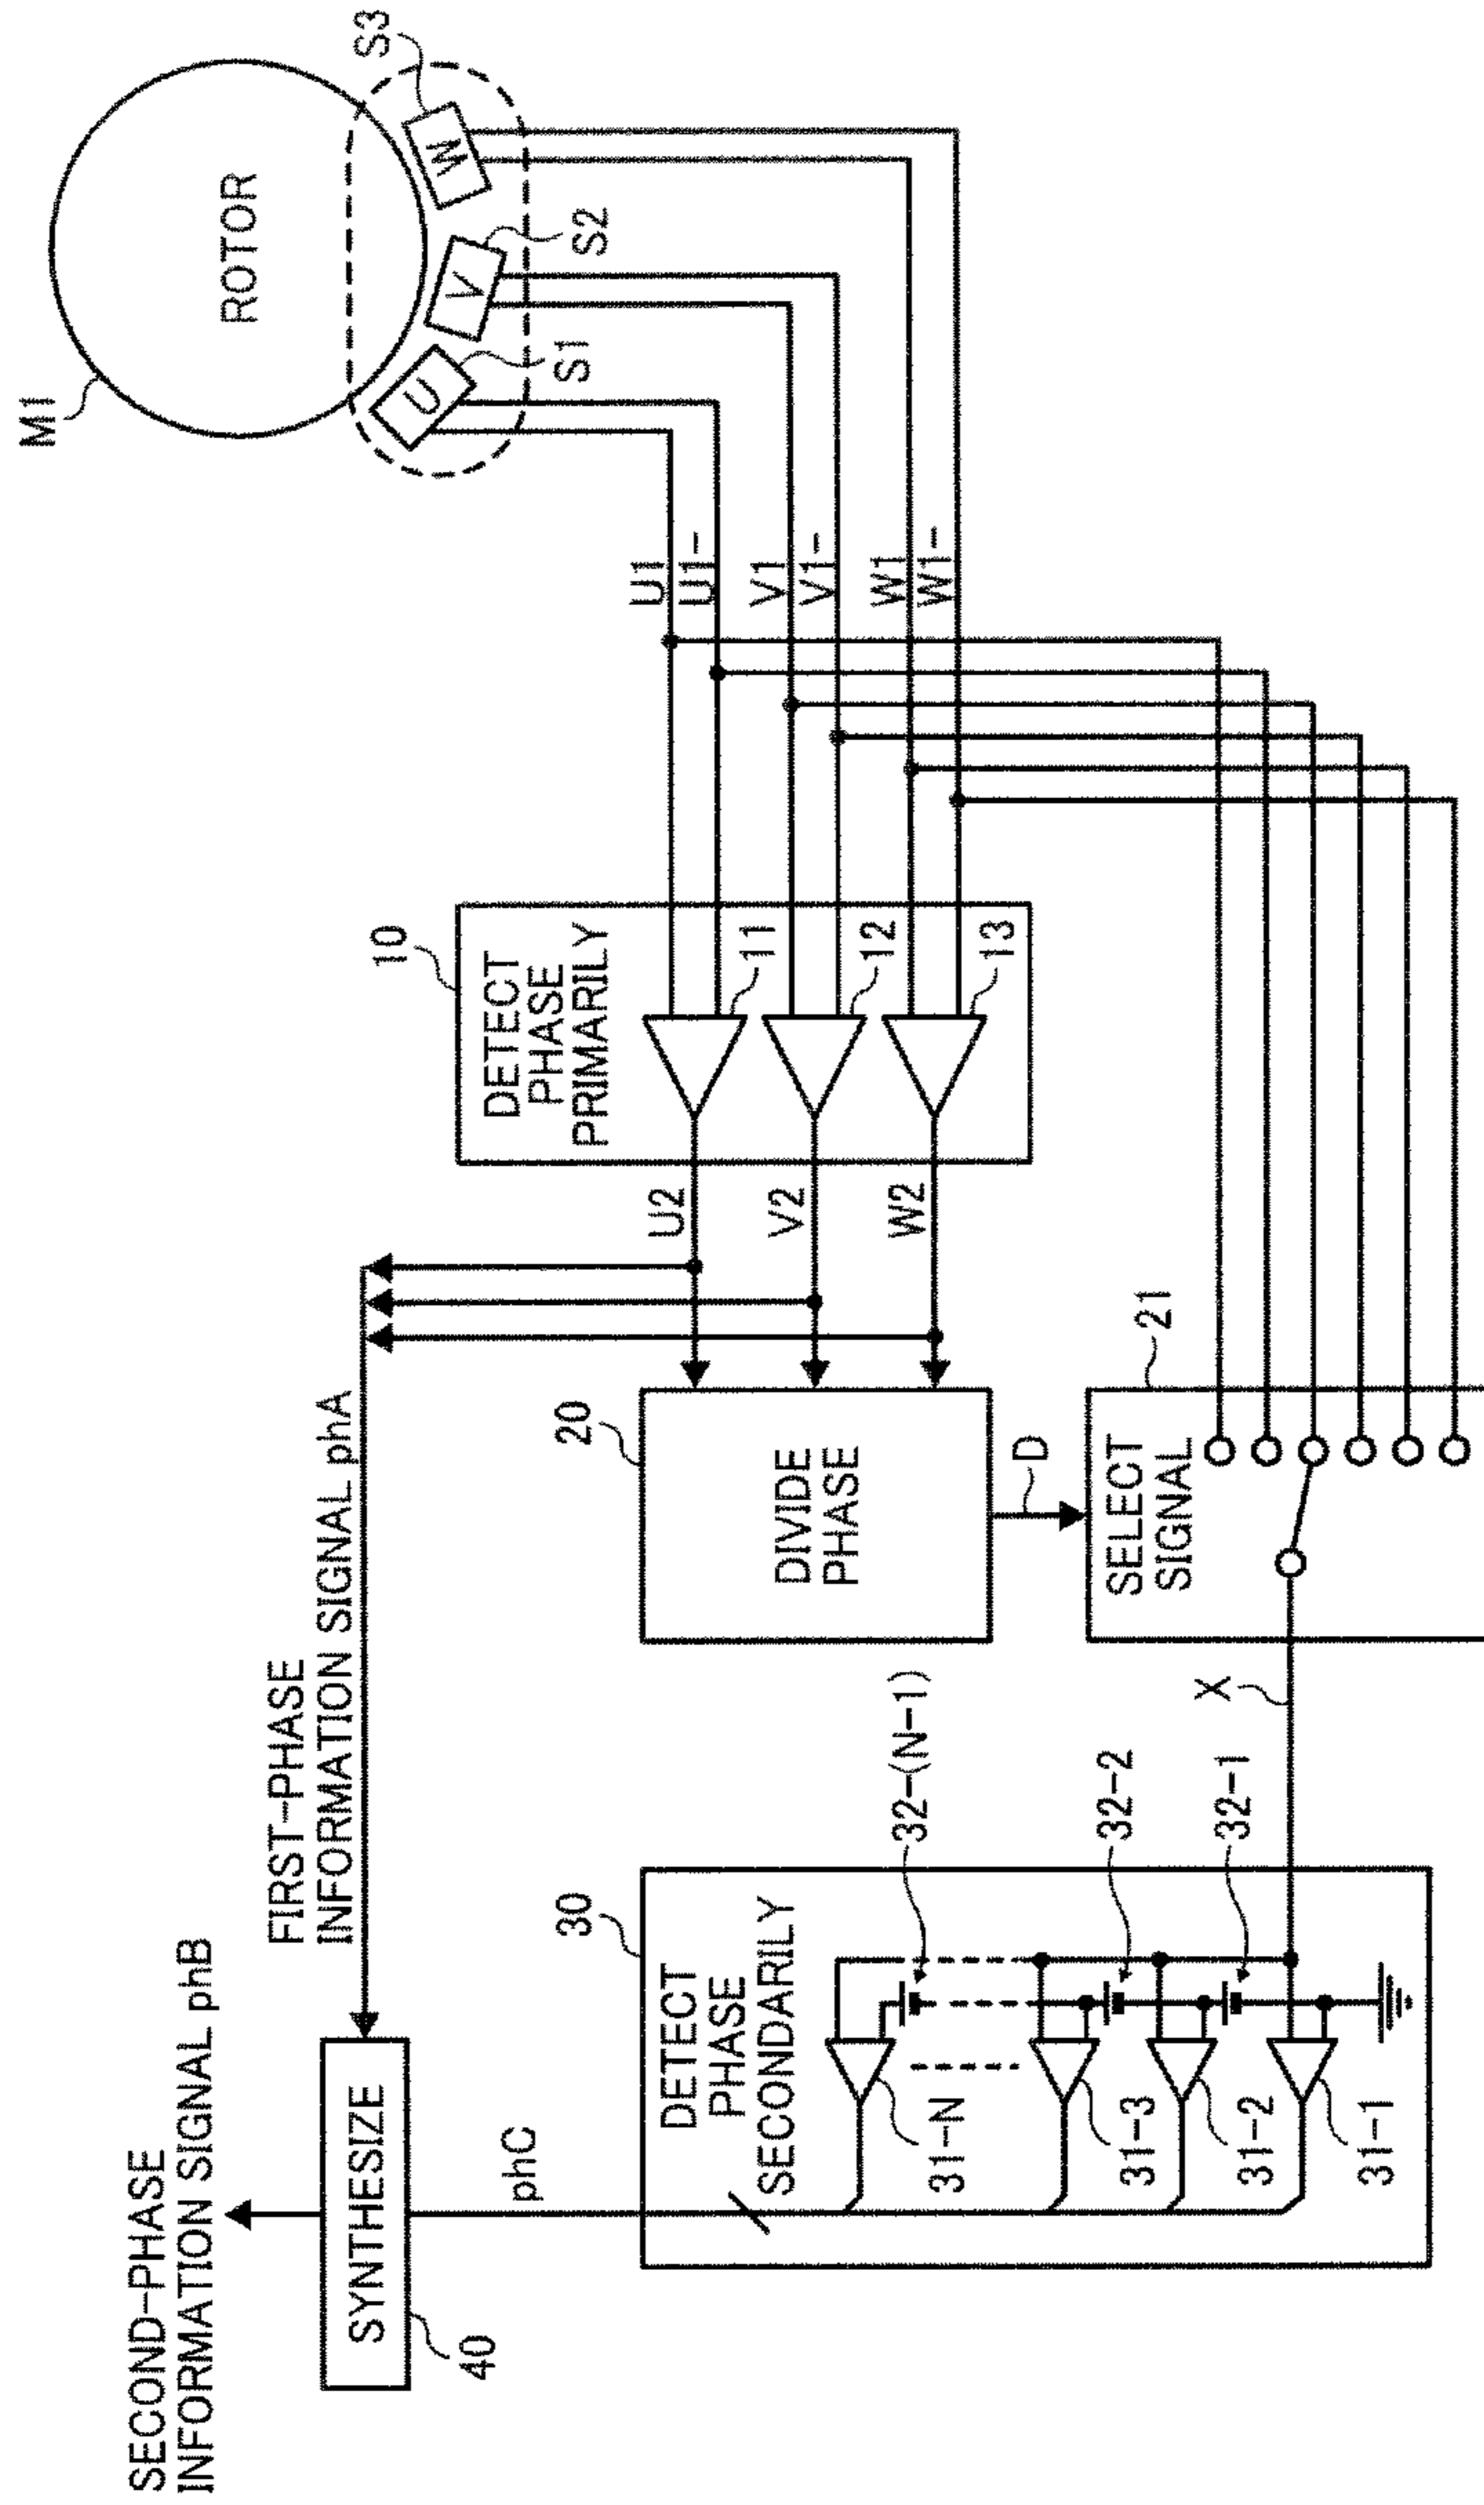 M1
ROTOR
S3
S2
S1
U
V
W
U1
U1-
V1
V1-
W1
W1-
10
DETECT
PHASE
PRIMARILY
11
12
13
U2
V2
W2
FIRST-PHASE
INFORMATION SIGNAL phA
20
DIVIDE
PHASE
D
21
SELECT
SIGNAL
X
30
DETECT
PHASE
SECONDARILY
32-(N-1)
32-2
32-1
31-N
31-3
31-2
31-1
phC
SYNTHESIZE
40
SECOND-PHASE
INFORMATION SIGNAL phB